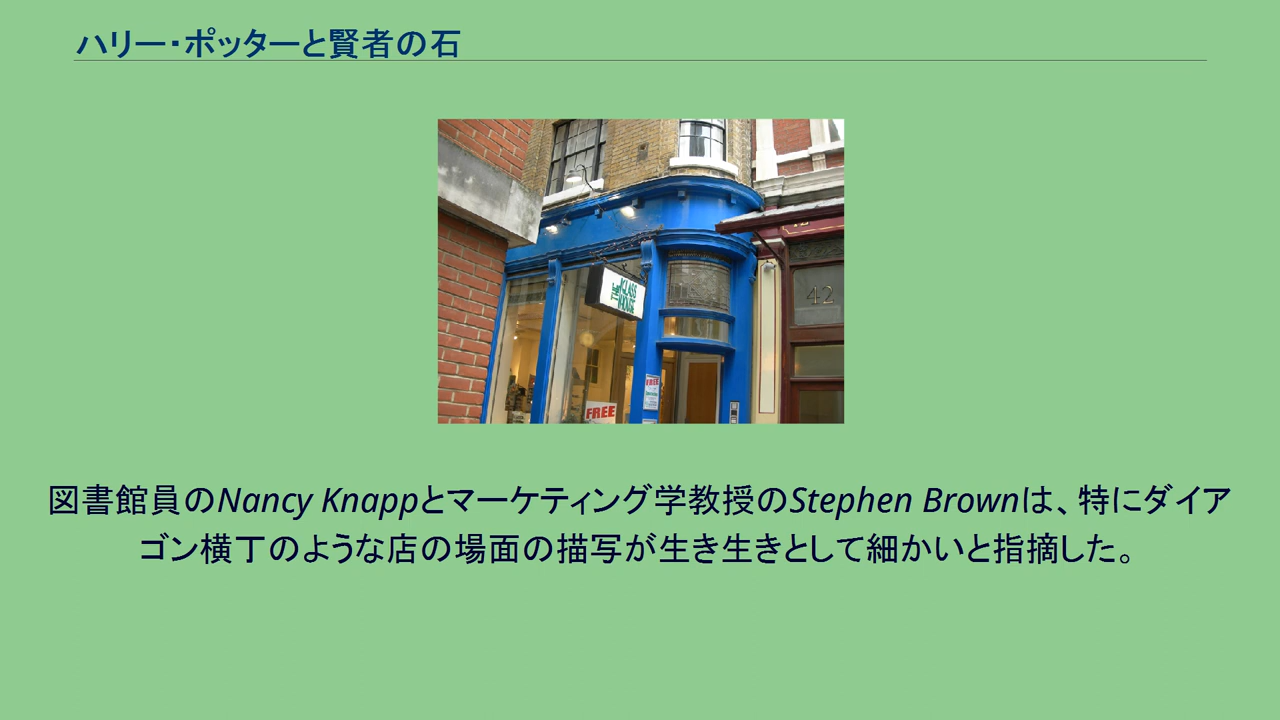 ハリー・ポッターと賢者の石
THE
KLASS
HOUSE
42
FREE
FREE
図書館員のNancy Knappとマーケティング学教授のStephen Brownは、特にダイア
ゴン横丁のような店の場面の描写が生き生きとして細かいと指摘した。